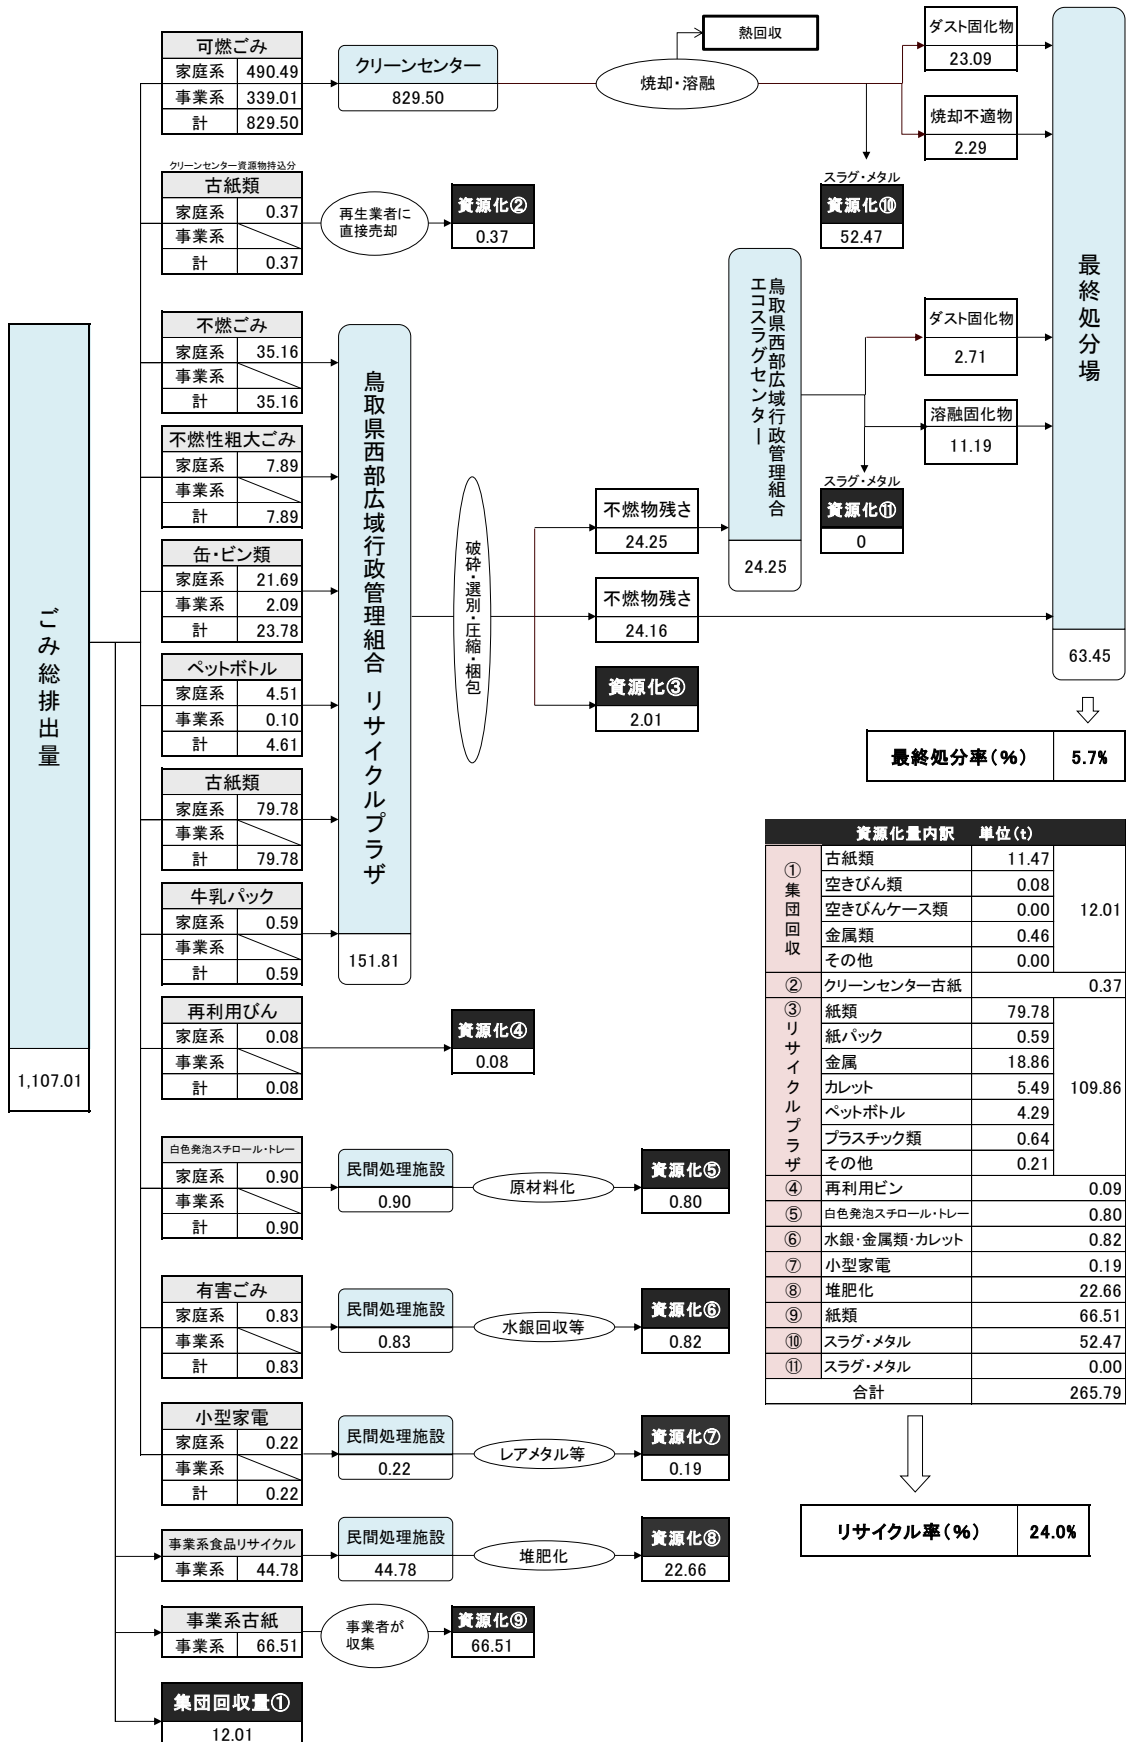 ごみ総排出量
1,107.01
可燃ごみ
家庭系 490.49
事業系 339.01
計 829.50
クリーンセンター
829.50
焼却・溶融
熱回収
ダスト固化物
23.09
焼却不適物
2.29
スラグ・メタル
資源化⑩
52.47
クリーンセンター資源物持込分
古紙類
家庭系 0.37
事業系
計 0.37
再生業者に
直接売却
資源化②
0.37
不燃ごみ
家庭系 35.16
事業系
計 35.16
不燃性粗大ごみ
家庭系 7.89
事業系
計 7.89
缶・ビン類
家庭系 21.69
事業系 2.09
計 23.78
ペットボトル
家庭系 4.51
事業系 0.10
計 4.61
古紙類
家庭系 79.78
事業系
計 79.78
牛乳パック
家庭系 0.59
事業系
計 0.59
鳥取県西部広域行政管理組合 リサイクルプラザ
151.81
破砕・選別・圧縮・梱包
不燃物残さ
24.25
不燃物残さ
24.16
資源化③
2.01
鳥取県西部広域行政管理組合
エコスラグセンター
24.25
ダスト固化物
2.71
溶融固化物
11.19
スラグ・メタル
資源化⑪
0
最終処分場
63.45
最終処分率(%) 5.7%
再利用びん
家庭系 0.08
事業系
計 0.08
資源化④
0.08
白色発泡スチロール・トレー
家庭系 0.90
事業系
計 0.90
民間処理施設
0.90
原材料化
資源化⑤
0.80
有害ごみ
家庭系 0.83
事業系
計 0.83
民間処理施設
0.83
水銀回収等
資源化⑥
0.82
小型家電
家庭系 0.22
事業系
計 0.22
民間処理施設
0.22
レアメタル等
資源化⑦
0.19
事業系食品リサイクル
事業系 44.78
民間処理施設
44.78
堆肥化
資源化⑧
22.66
事業系古紙
事業系 66.51
事業者が
収集
資源化⑨
66.51
集団回収量①
12.01
資源化量内訳 単位(t)
①集団回収
古紙類 11.47
空きびん類 0.08
空きびんケース類 0.00
金属類 0.46
その他 0.00
12.01
② クリーンセンター古紙 0.37
③リサイクルプラザ
紙類 79.78
紙パック 0.59
金属 18.86
カレット 5.49
ペットボトル 4.29
プラスチック類 0.64
その他 0.21
109.86
④ 再利用ビン 0.09
⑤ 白色発泡スチロール・トレー 0.80
⑥ 水銀・金属類・カレット 0.82
⑦ 小型家電 0.19
⑧ 堆肥化 22.66
⑨ 紙類 66.51
⑩ スラグ・メタル 52.47
⑪ スラグ・メタル 0.00
合計 265.79
リサイクル率(%) 24.0%